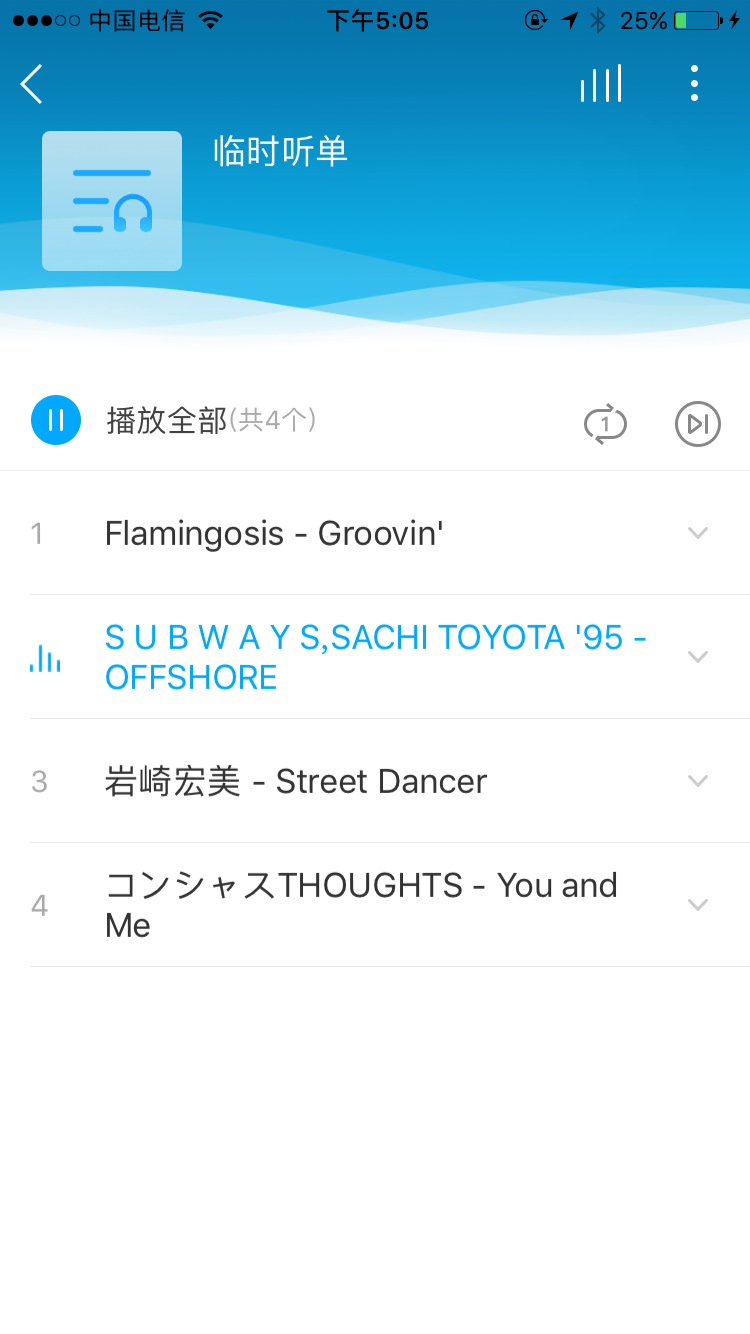 中国电信 下午5:05 25%
临时听单
播放全部(共4个) 1
1 Flamingosis - Groovin'
S U B W A Y S,SACHI TOYOTA '95 -
OFFSHORE
3 岩崎宏美 - Street Dancer
4 コンシャスTHOUGHTS - You and
Me